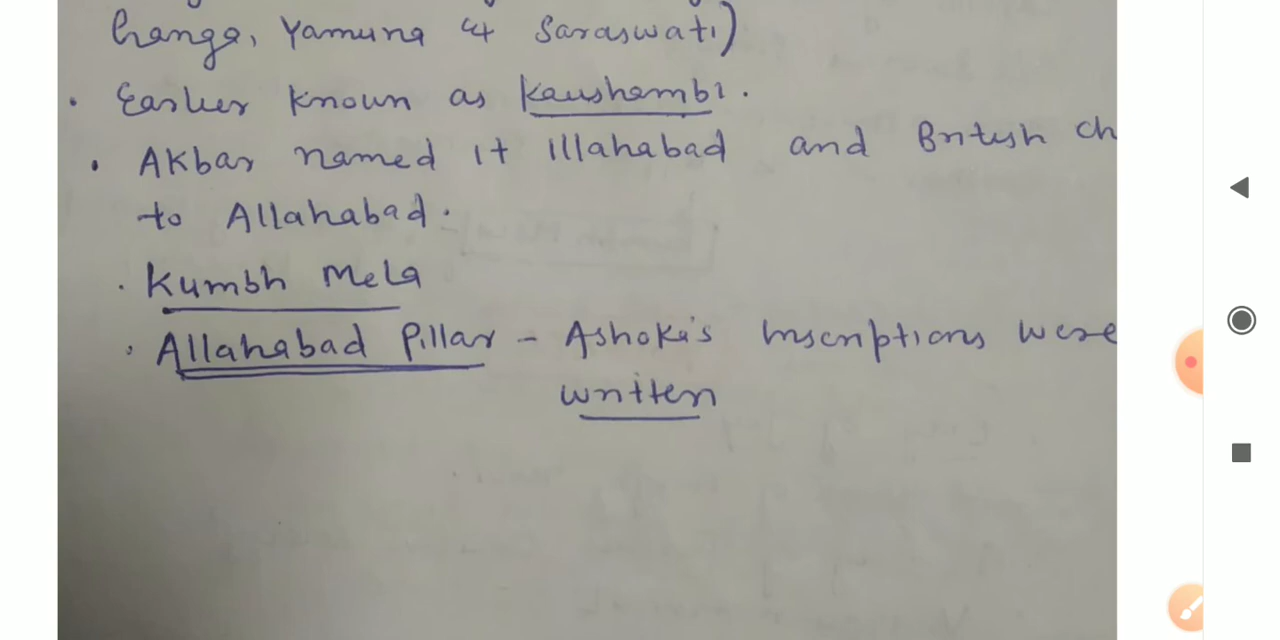 Ganga, Yamuna & Saraswati)
• Earlier known as Kaushambi.
• Akbar named it Illahabad and British ch
to Allahabad.
• Kumbh Mela
• Allahabad Pillar - Ashoka's Inscriptions were
written